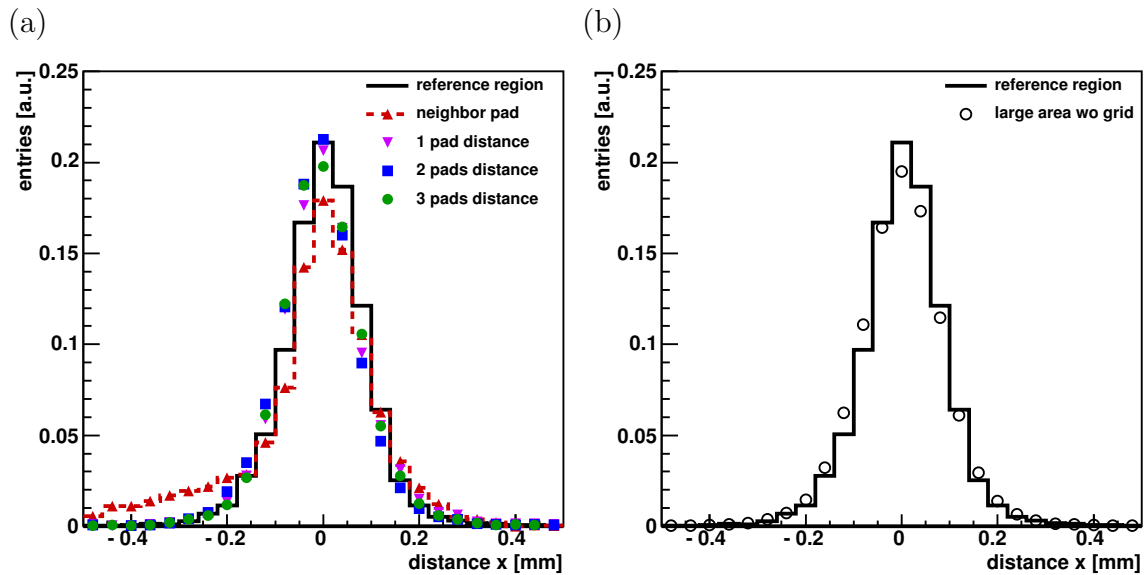 (a)
entries [a.u.]
0.25
0.2
0.15
0.1
0.05
0
reference region
neighbor pad
1 pad distance
2 pads distance
3 pads distance
- 0.4
- 0.2
0
0.2
0.4
distance x [mm]
(b)
entries [a.u.]
0.25
0.2
0.15
0.1
0.05
0
reference region
large area wo grid
- 0.4
- 0.2
0
0.2
0.4
distance x [mm]